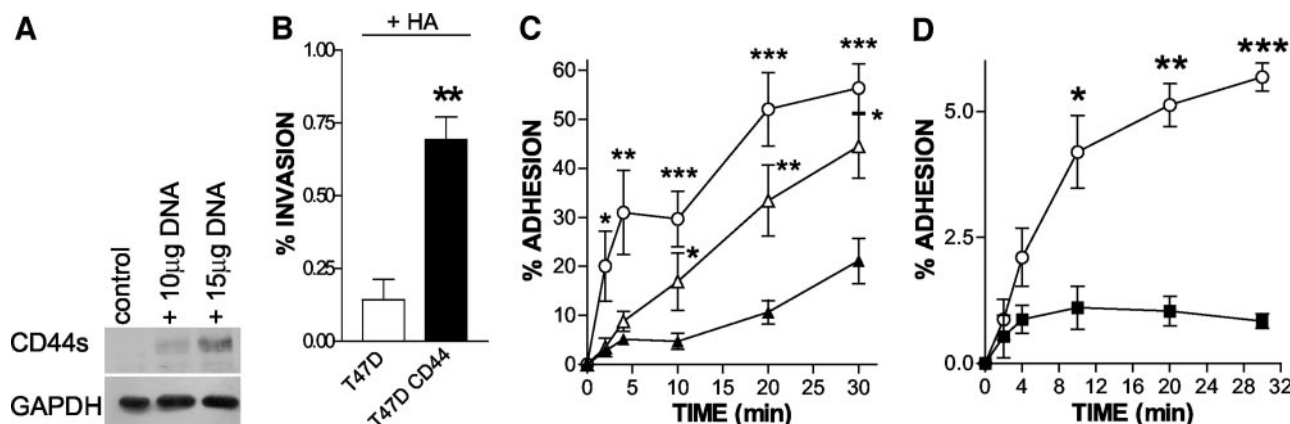 A
control
+ 10µg DNA
+ 15µg DNA
CD44s
GAPDH
B
+ HA
% INVASION
1.00
0.75
0.50
0.25
0.00
T47D
**
T47D CD44
C
% ADHESION
60
50
40
30
20
10
0
*
**
***
***
***
*
**
*
0 5 10 15 20 25 30
TIME (min)
D
% ADHESION
5.0
2.5
0.0
*
**
***
0 4 8 12 16 20 24 28 32
TIME (min)